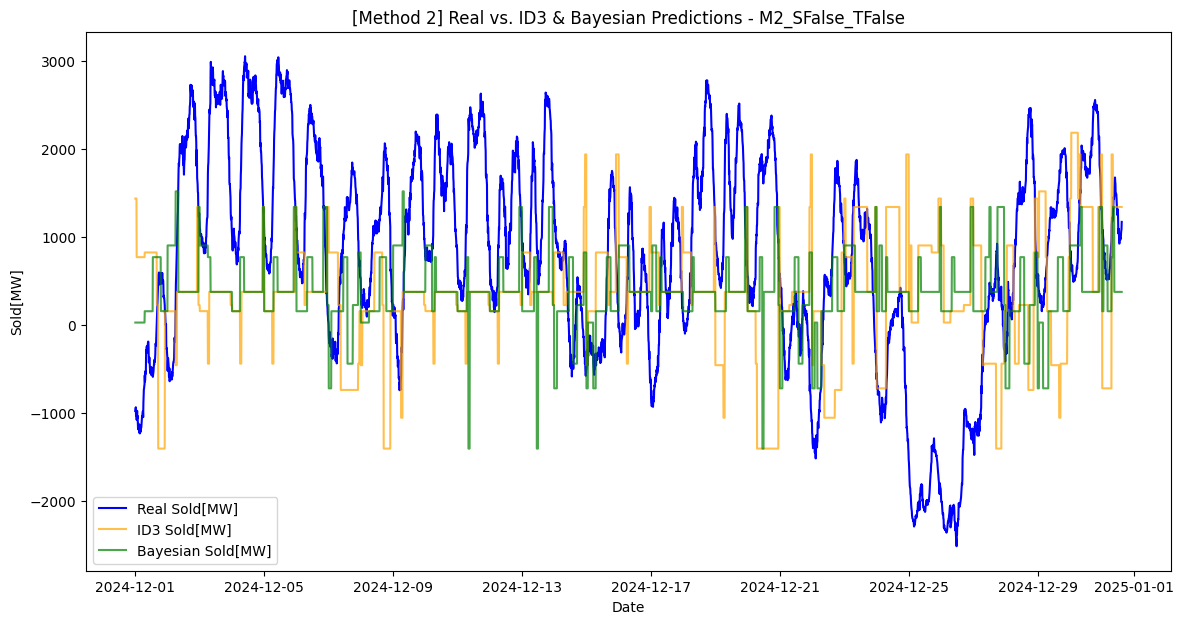 [Method 2] Real vs. ID3 & Bayesian Predictions - M2_SFalse_TFalse
Sold[MW]
3000
2000
1000
0
−1000
−2000
Real Sold[MW]
ID3 Sold[MW]
Bayesian Sold[MW]
2024-12-01 2024-12-05 2024-12-09 2024-12-13 2024-12-17 2024-12-21 2024-12-25 2024-12-29 2025-01-01
Date